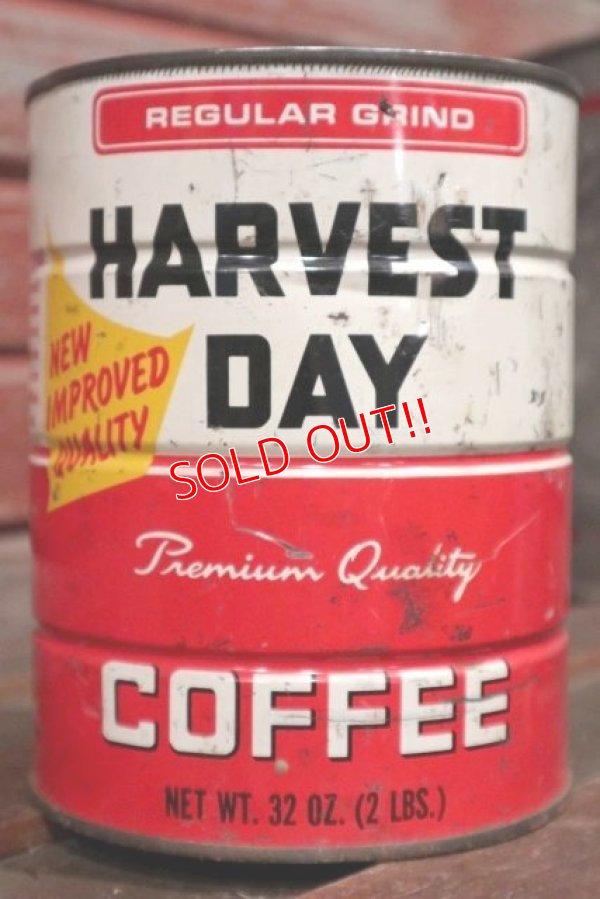 REGULAR GRIND
HARVEST
DAY
NEW
IMPROVED
QUALITY
SOLD OUT!!
Premium Quality
COFFEE
NET WT. 32 OZ. (2 LBS.)